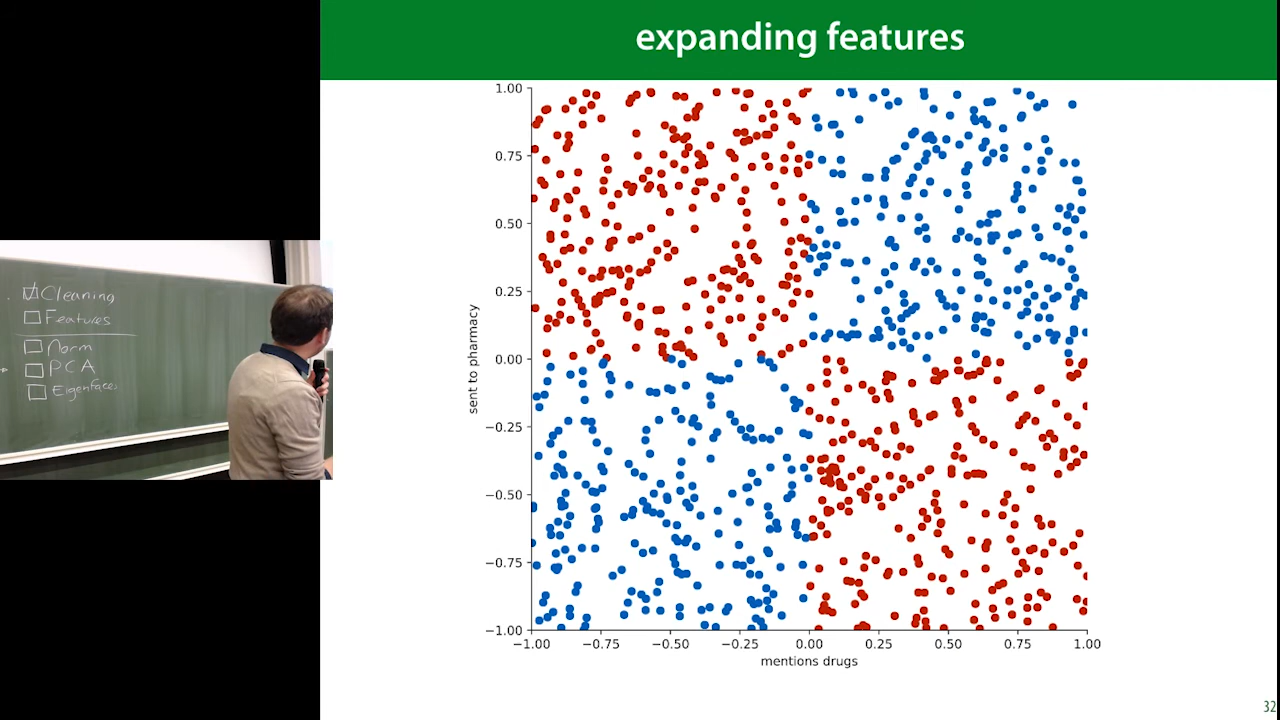 expanding features
Cleaning
Features
Norm
PCA
Eigenfaces
1.00
0.75
0.50
0.25
0.00
−0.25
−0.50
−0.75
−1.00
sent to pharmacy
−1.00 −0.75 −0.50 −0.25 0.00 0.25 0.50 0.75 1.00
mentions drugs
32